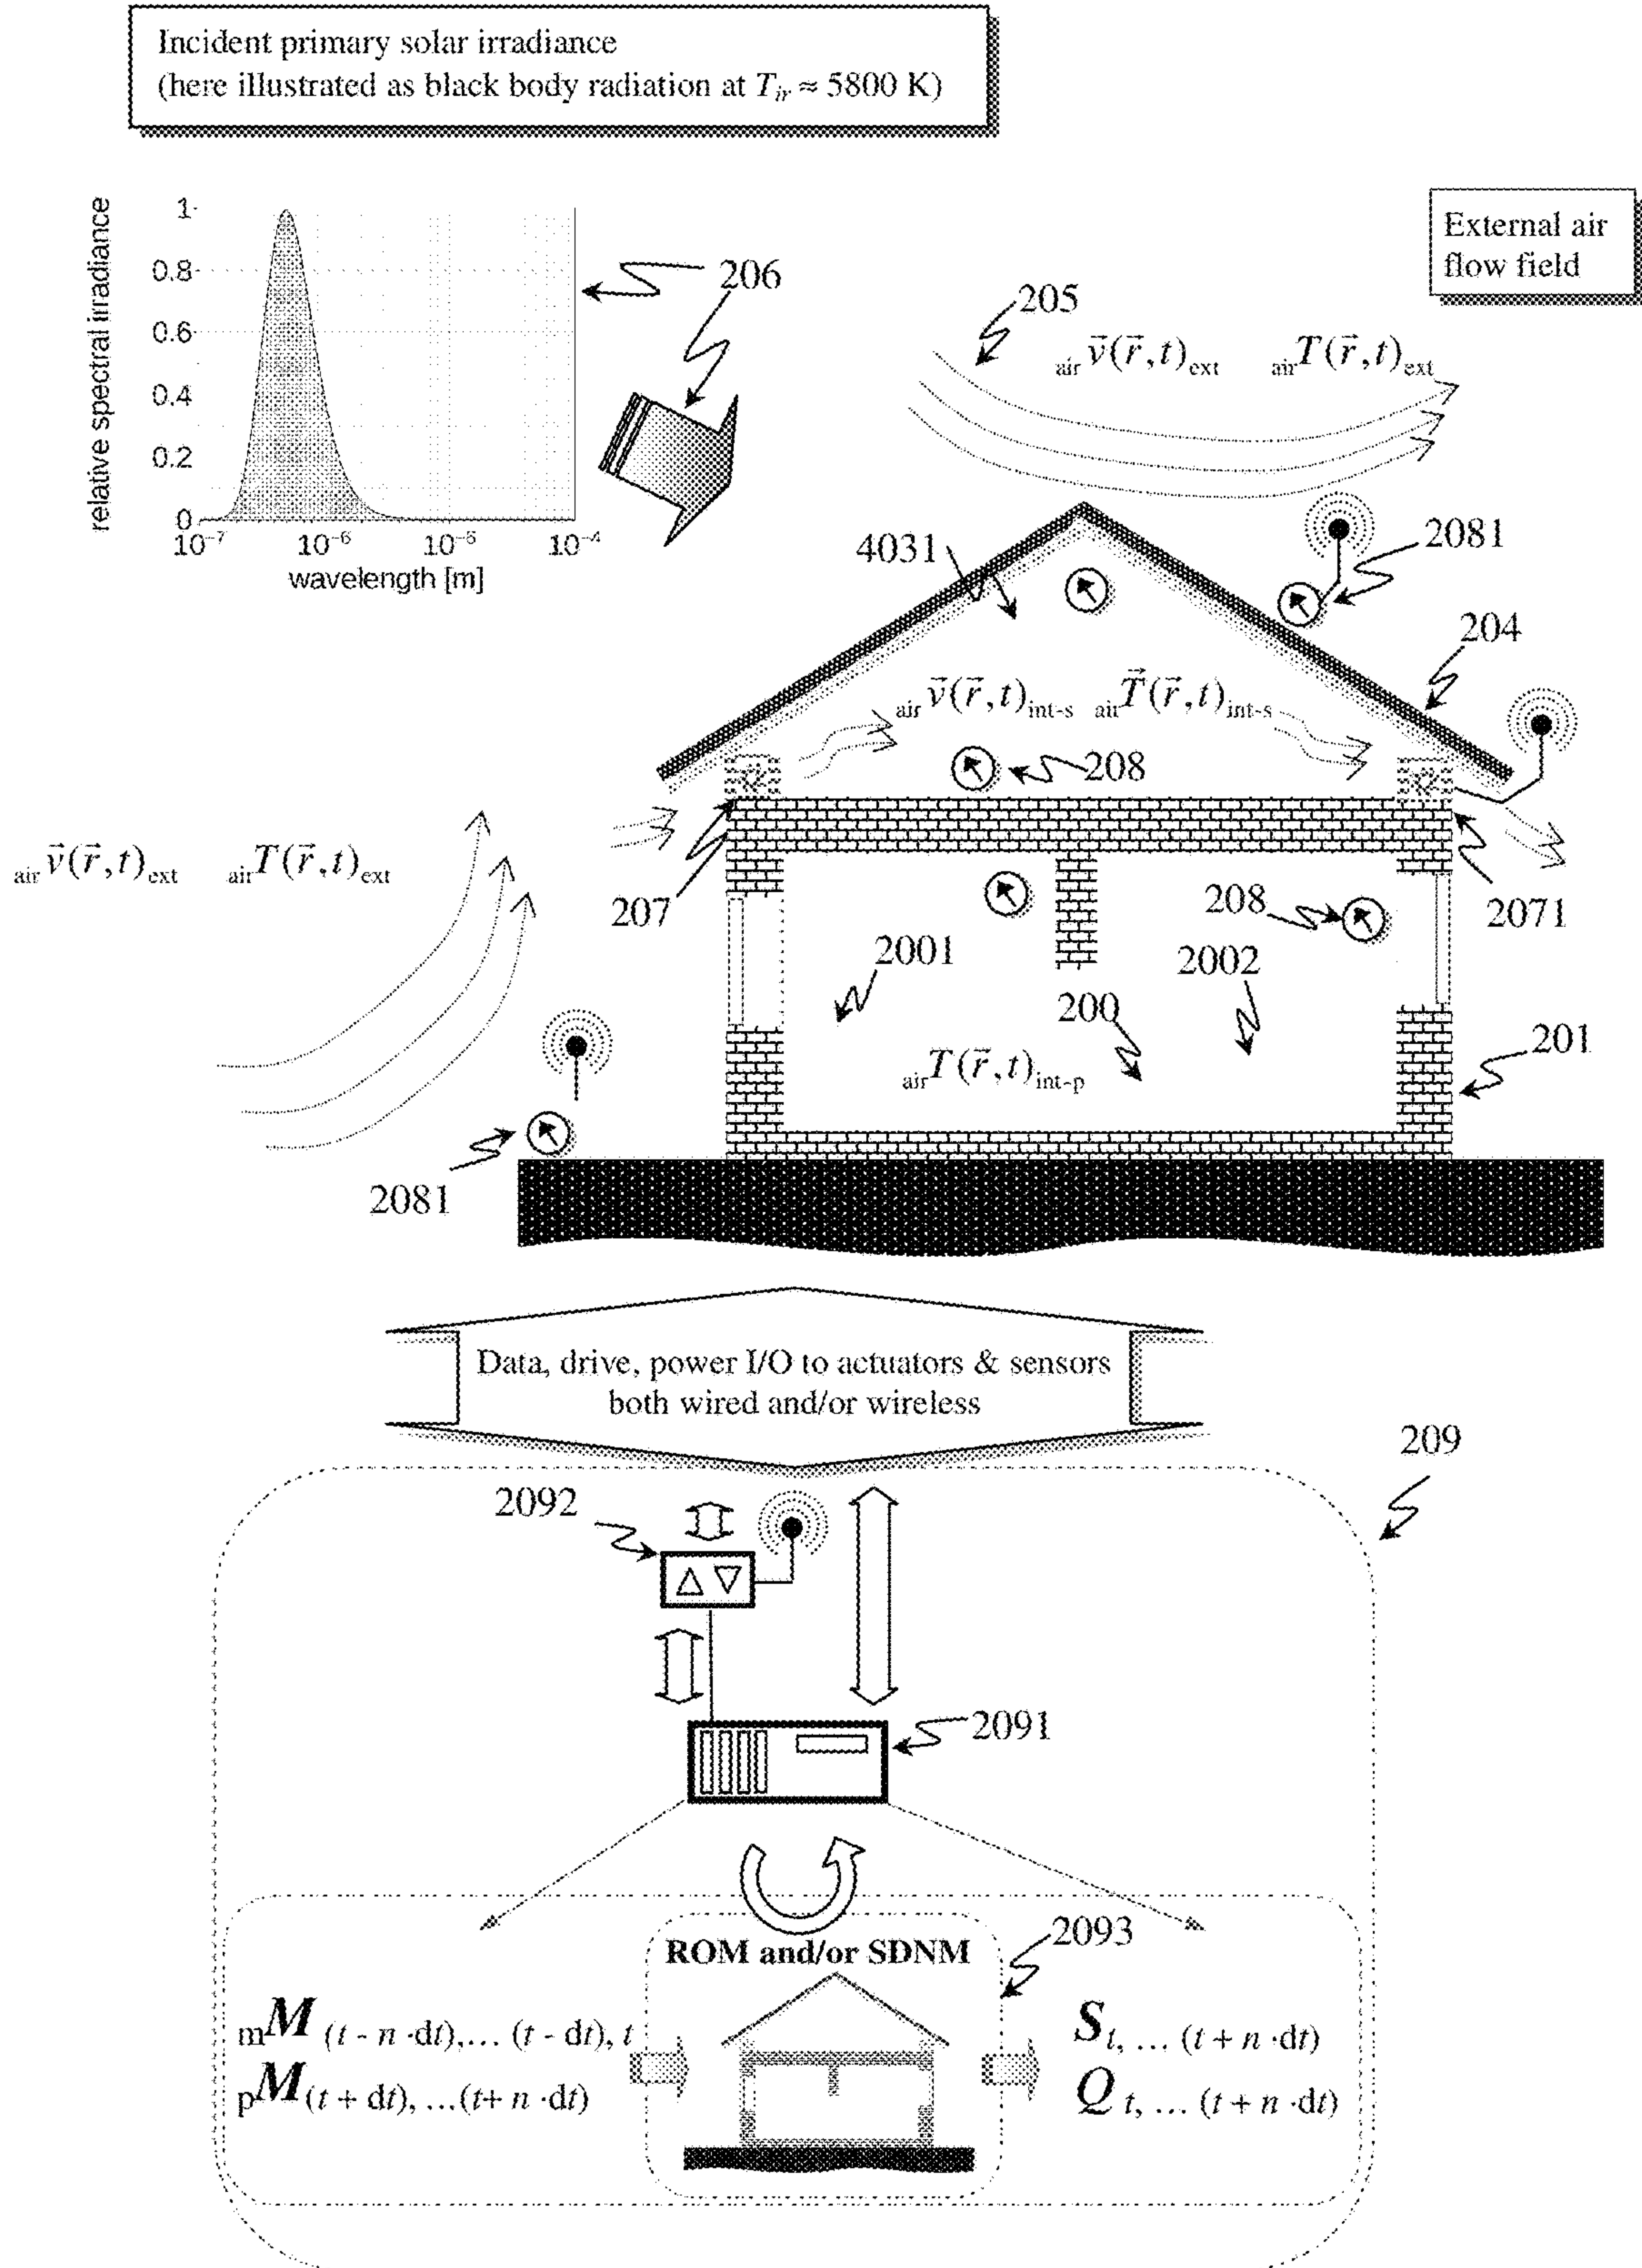 Incident primary solar irradiance
(here illustrated as black body radiation at T_ir ≈ 5800 K)
External air
flow field
relative spectral irradiance
1
0.8
0.6
0.4
0.2
0
10⁻⁷ 10⁻⁶ 10⁻⁵ 10⁻⁴
wavelength [m]
206
205
air v⃗(r⃗,t)ext air T(r⃗,t)ext
4031
2081
204
air v⃗(r⃗,t)int-s air T⃗(r⃗,t)int-s
208
air v⃗(r⃗,t)ext air T(r⃗,t)ext
207
208
2071
2001
2002
200
201
air T(r⃗,t)int-p
2081
Data, drive, power I/O to actuators & sensors
both wired and/or wireless
209
2092
2091
2093
ROM and/or SDNM
mM (t - n ·dt),… (t - dt), t
pM (t + dt), …(t+ n ·dt)
S t, … (t + n ·dt)
Q t, … (t + n ·dt)